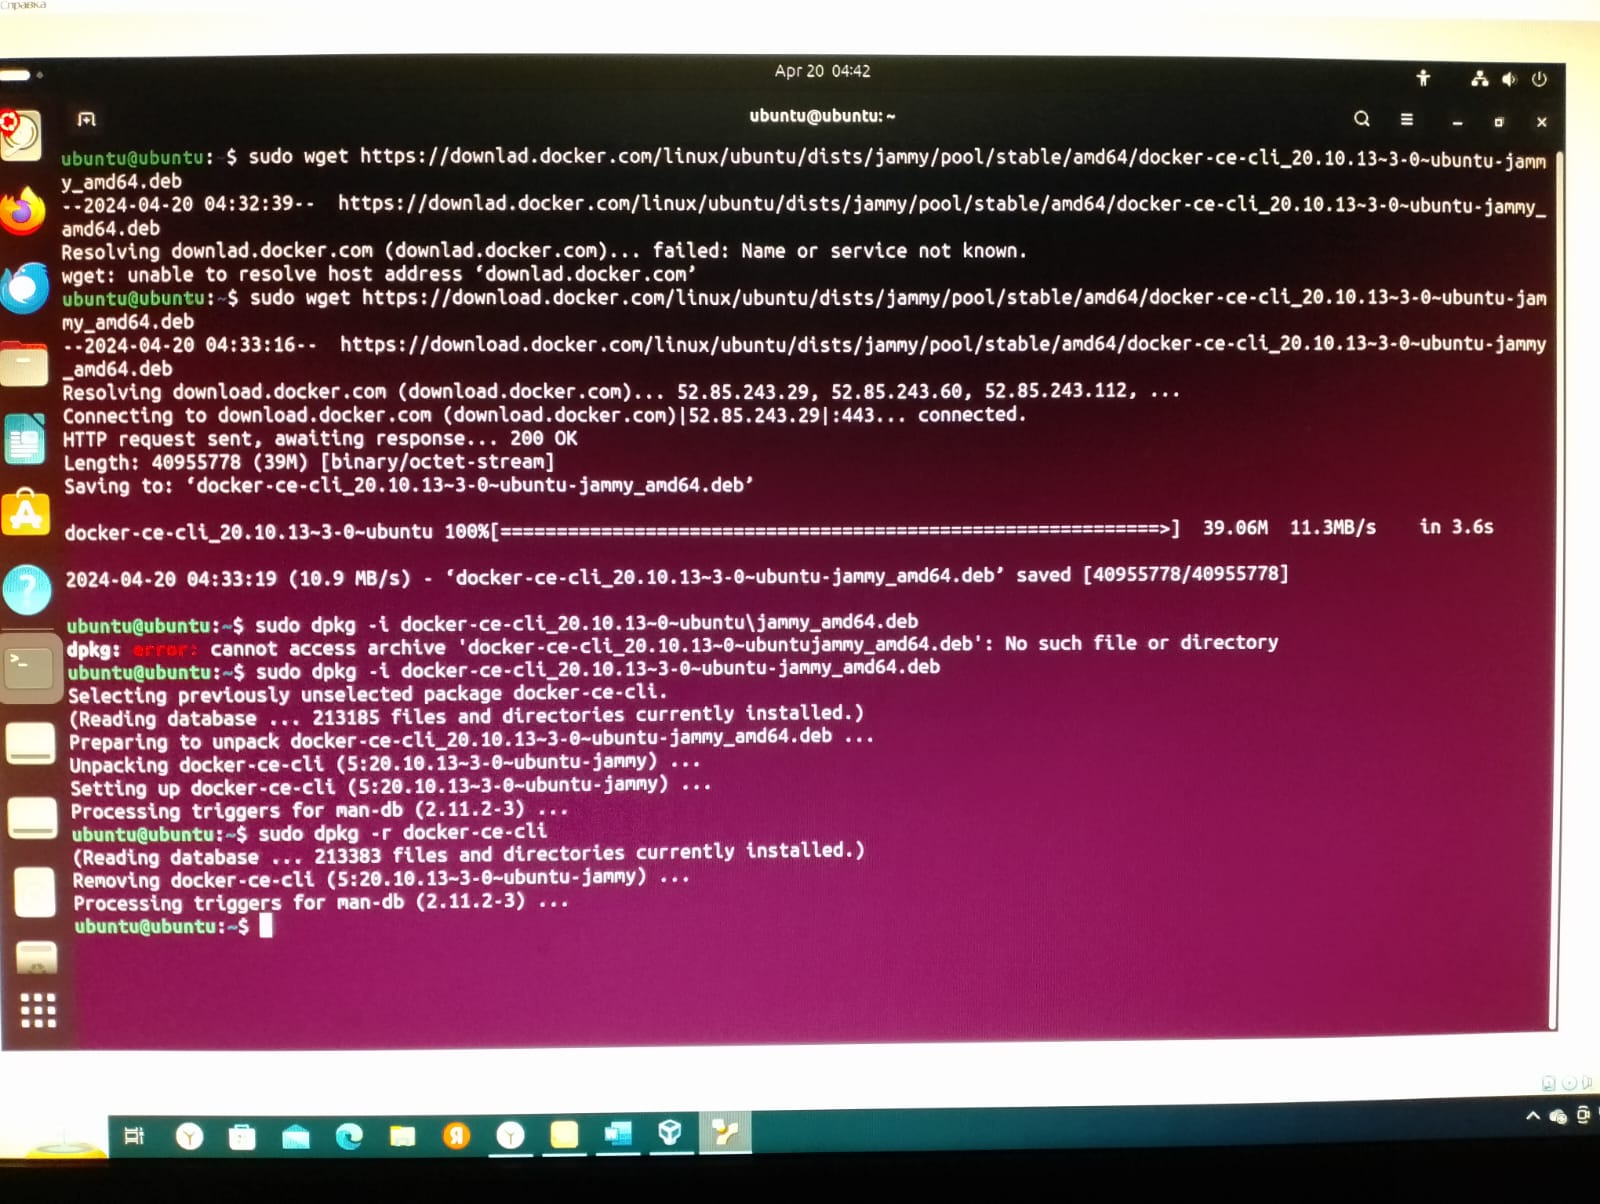 Справка
Apr 20 04:42
ubuntu@ubuntu: ~
ubuntu@ubuntu:~$ sudo wget https://downlad.docker.com/linux/ubuntu/dists/jammy/pool/stable/amd64/docker-ce-cli_20.10.13~3-0~ubuntu-jamm
y_amd64.deb
--2024-04-20 04:32:39--  https://downlad.docker.com/linux/ubuntu/dists/jammy/pool/stable/amd64/docker-ce-cli_20.10.13~3-0~ubuntu-jammy_
amd64.deb
Resolving downlad.docker.com (downlad.docker.com)... failed: Name or service not known.
wget: unable to resolve host address ‘downlad.docker.com’
ubuntu@ubuntu:~$ sudo wget https://download.docker.com/linux/ubuntu/dists/jammy/pool/stable/amd64/docker-ce-cli_20.10.13~3-0~ubuntu-jam
my_amd64.deb
--2024-04-20 04:33:16--  https://download.docker.com/linux/ubuntu/dists/jammy/pool/stable/amd64/docker-ce-cli_20.10.13~3-0~ubuntu-jammy
_amd64.deb
Resolving download.docker.com (download.docker.com)... 52.85.243.29, 52.85.243.60, 52.85.243.112, ...
Connecting to download.docker.com (download.docker.com)|52.85.243.29|:443... connected.
HTTP request sent, awaiting response... 200 OK
Length: 40955778 (39M) [binary/octet-stream]
Saving to: ‘docker-ce-cli_20.10.13~3-0~ubuntu-jammy_amd64.deb’
docker-ce-cli_20.10.13~3-0~ubuntu 100%[============================================================>]  39.06M  11.3MB/s    in 3.6s
2024-04-20 04:33:19 (10.9 MB/s) - ‘docker-ce-cli_20.10.13~3-0~ubuntu-jammy_amd64.deb’ saved [40955778/40955778]
ubuntu@ubuntu:~$ sudo dpkg -i docker-ce-cli_20.10.13~0~ubuntu\jammy_amd64.deb
dpkg: error: cannot access archive 'docker-ce-cli_20.10.13~0~ubuntujammy_amd64.deb': No such file or directory
ubuntu@ubuntu:~$ sudo dpkg -i docker-ce-cli_20.10.13~3-0~ubuntu-jammy_amd64.deb
Selecting previously unselected package docker-ce-cli.
(Reading database ... 213185 files and directories currently installed.)
Preparing to unpack docker-ce-cli_20.10.13~3-0~ubuntu-jammy_amd64.deb ...
Unpacking docker-ce-cli (5:20.10.13~3-0~ubuntu-jammy) ...
Setting up docker-ce-cli (5:20.10.13~3-0~ubuntu-jammy) ...
Processing triggers for man-db (2.11.2-3) ...
ubuntu@ubuntu:~$ sudo dpkg -r docker-ce-cli
(Reading database ... 213383 files and directories currently installed.)
Removing docker-ce-cli (5:20.10.13~3-0~ubuntu-jammy) ...
Processing triggers for man-db (2.11.2-3) ...
ubuntu@ubuntu:~$